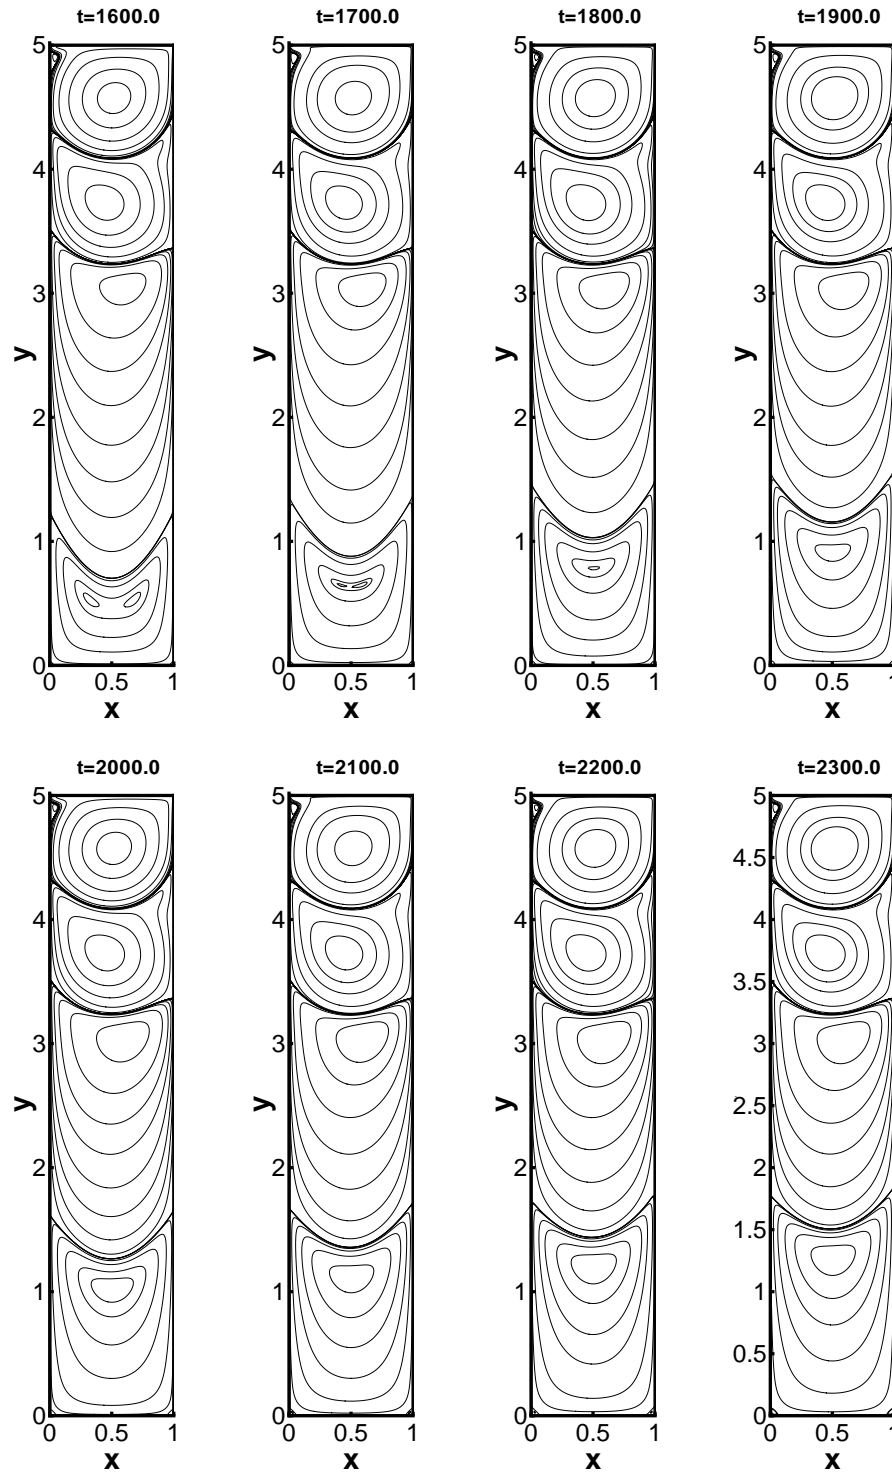 t=1600.0 t=1700.0 t=1800.0 t=1900.0
5 5 5 5
4 4 4 4
3 3 3 3
y y y y
2 2 2 2
1 1 1 1
0 0 0 0
0 0.5 1 0 0.5 1 0 0.5 1 0 0.5 1
x x x x
t=2000.0 t=2100.0 t=2200.0 t=2300.0
5 5 5 5
4.5
4 4 4 4
3.5
3 3 3 3
y y y 2.5
2 2 2 2
1.5
1 1 1 1
0.5
0 0 0 0
0 0.5 1 0 0.5 1 0 0.5 1 0 0.5 1
x x x x